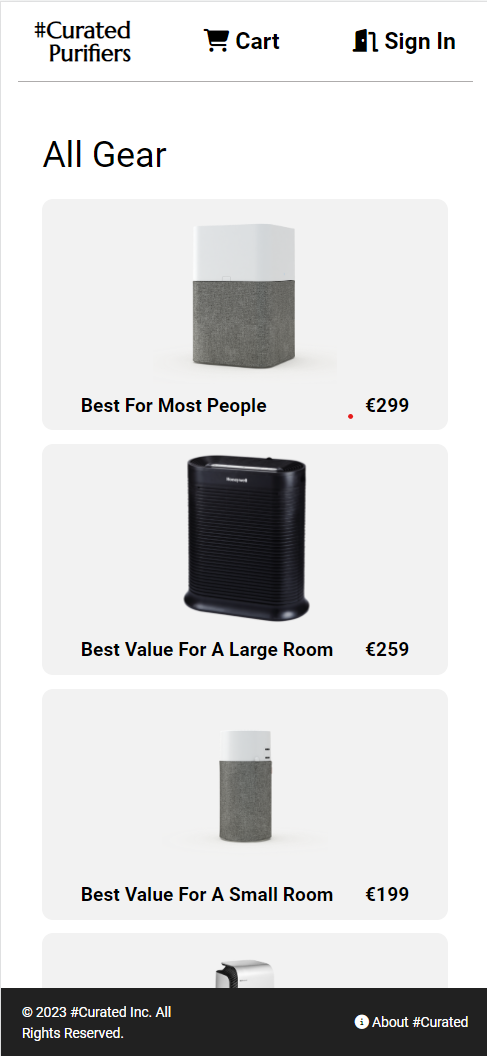 #Curated
Purifiers
Cart
Sign In
All Gear
Best For Most People
€299
Honeywell
Best Value For A Large Room
€259
Best Value For A Small Room
€199
© 2023 #Curated Inc. All
Rights Reserved.
About #Curated